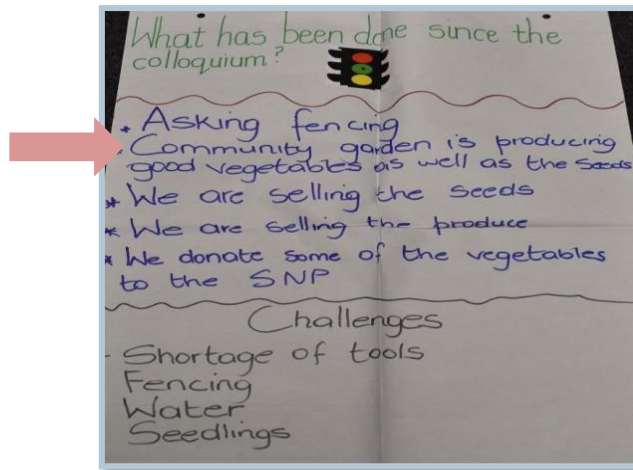 What has been done since the
colloquium?
* Asking fencing
* Community garden is producing
good vegetables as well as the seeds
* We are selling the seeds
* We are selling the produce
* We donate some of the vegetables
to the SNP
Challenges
- Shortage of tools
Fencing
Water
Seedlings